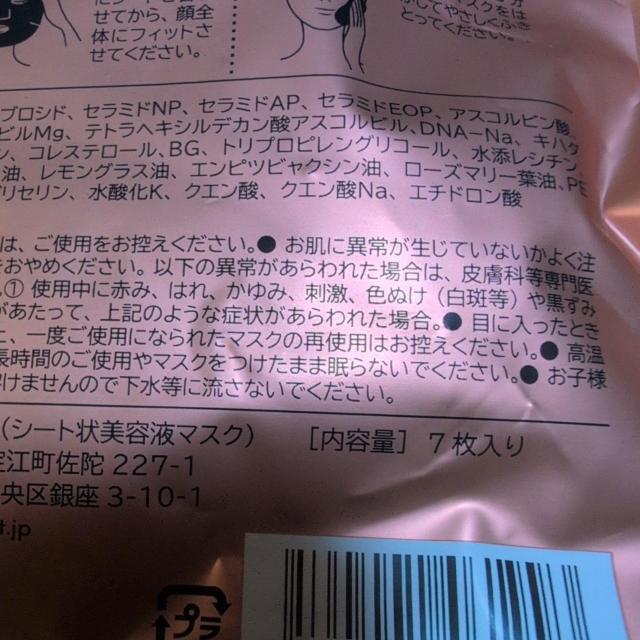 せてから、顔全
体にフィットさ
せてください。
とってください。
プロシド、セラミドNP、セラミドAP、セラミドEOP、アスコルビン酸
ビルMg、テトラヘキシルデカン酸アスコルビル、DNA-Na、キハダ
コレステロール、BG、トリプロピレングリコール、水添レシチン
油、レモングラス油、エンピツビャクシン油、ローズマリー葉油、PE
グリセリン、水酸化K、クエン酸、クエン酸Na、エチドロン酸
は、ご使用をお控えください。● お肌に異常が生じていないかよく注
をおやめください。以下の異常があらわれた場合は、皮膚科等専門医
① 使用中に赤み、はれ、かゆみ、刺激、色ぬけ（白斑等）や黒ずみ
があたって、上記のような症状があらわれた場合。● 目に入ったとき
一度ご使用になられたマスクの再使用はお控えください。● 高温
長時間のご使用やマスクをつけたまま眠らないでください。● お子様
けませんので下水等に流さないでください。
（シート状美容液マスク） ［内容量］ 7枚入り
江町佐陀 227-1
央区銀座 3-10-1
.jp
プラ